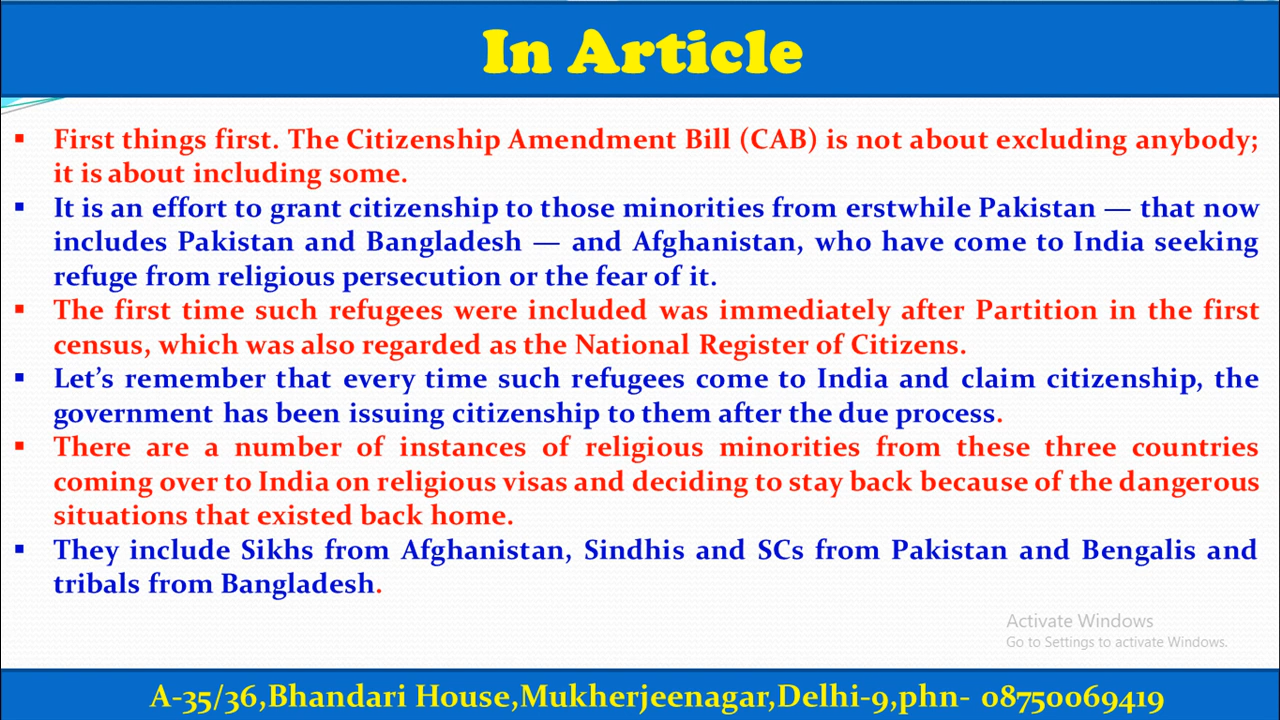 In Article
▪ First things first. The Citizenship Amendment Bill (CAB) is not about excluding anybody;
it is about including some.
▪ It is an effort to grant citizenship to those minorities from erstwhile Pakistan — that now
includes Pakistan and Bangladesh — and Afghanistan, who have come to India seeking
refuge from religious persecution or the fear of it.
▪ The first time such refugees were included was immediately after Partition in the first
census, which was also regarded as the National Register of Citizens.
▪ Let’s remember that every time such refugees come to India and claim citizenship, the
government has been issuing citizenship to them after the due process.
▪ There are a number of instances of religious minorities from these three countries
coming over to India on religious visas and deciding to stay back because of the dangerous
situations that existed back home.
▪ They include Sikhs from Afghanistan, Sindhis and SCs from Pakistan and Bengalis and
tribals from Bangladesh.
Activate Windows
Go to Settings to activate Windows.
A-35/36,Bhandari House,Mukherjeenagar,Delhi-9,phn- 08750069419